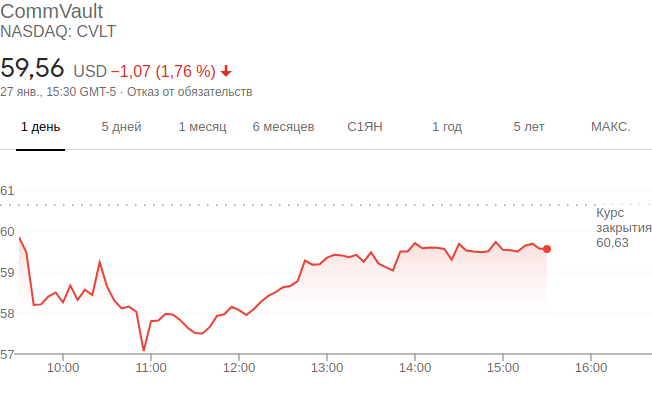 CommVault
NASDAQ: CVLT
59,56 USD −1,07 (1,76 %)
27 янв., 15:30 GMT-5 · Отказ от обязательств
1 день 5 дней 1 месяц 6 месяцев С1ЯН 1 год 5 лет МАКС.
61
60
59
58
57
Курс
закрытия
60,63
10:00 11:00 12:00 13:00 14:00 15:00 16:00